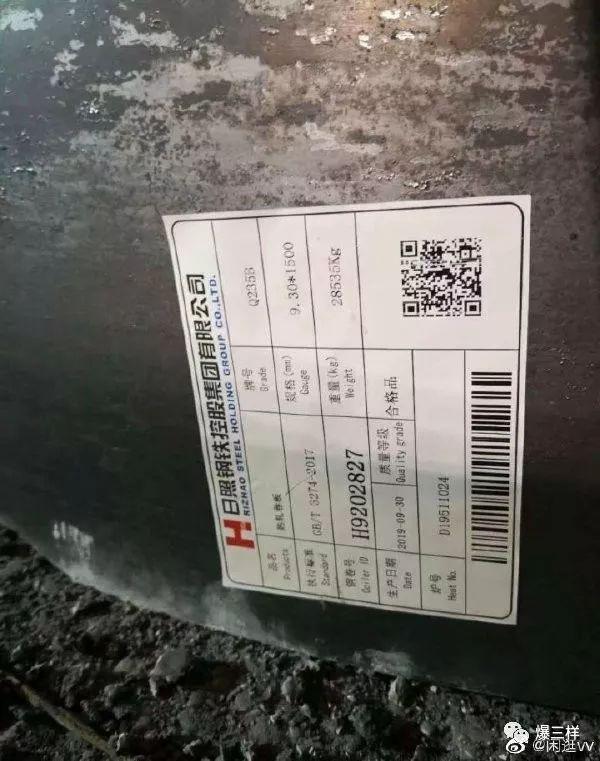 日照钢铁控股集团有限公司
RIZHAO STEEL HOLDING GROUP CO.,LTD.
品名 热轧卷板 牌号 Q235B
Products Grade
执行标准 GB/T 3274-2017 规格(mm) 9.30*1500
Standard Gauge
钢卷号 H9202827 重量(kg) 28535Kg
Coiler ID Weight
生产日期 2019-09-30 质量等级 合格品
Date Quality grade
炉号 D19511024
Heat No.
爆三样
@闲逛vv